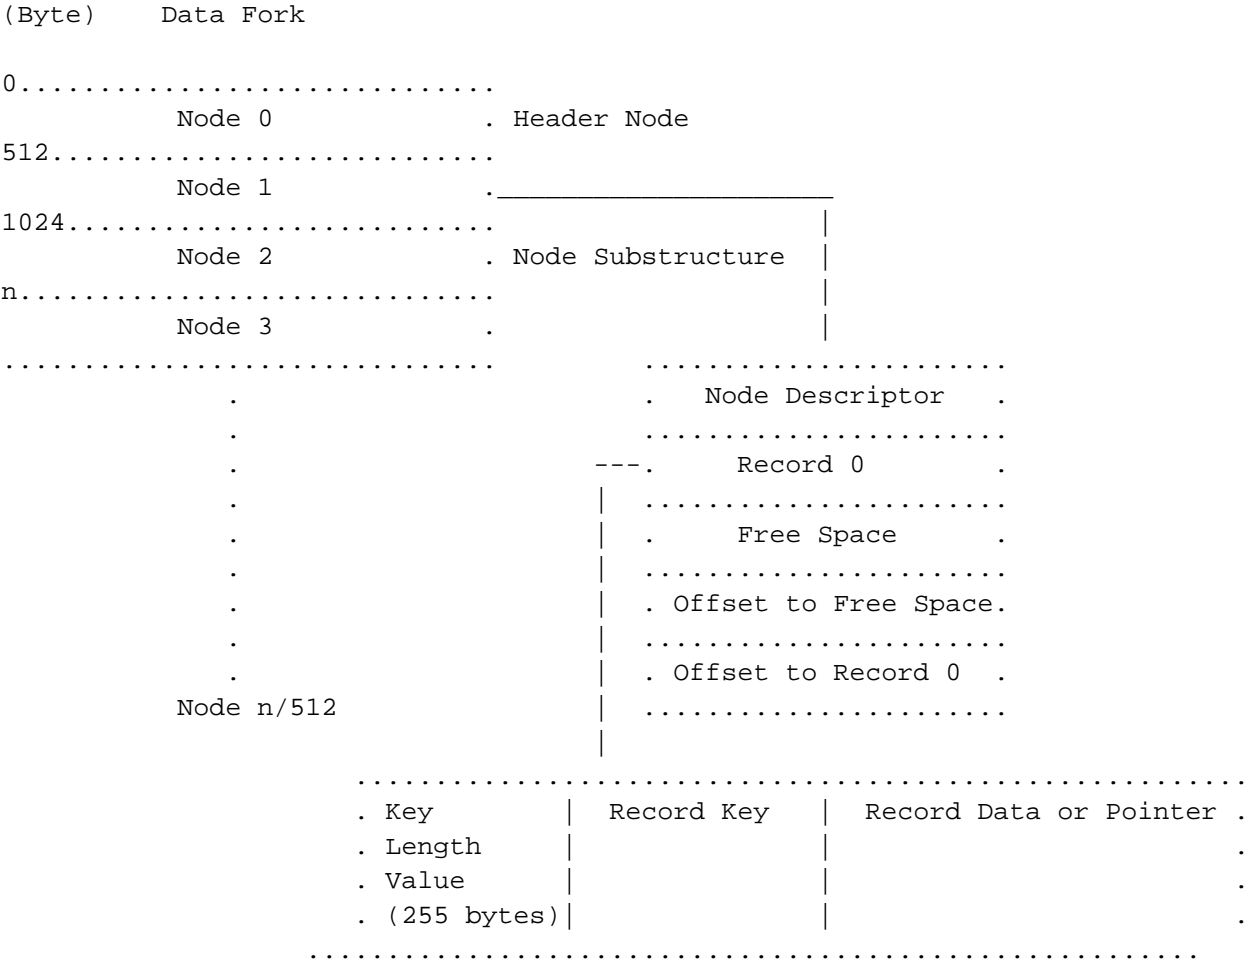 (Byte)    Data Fork
0..............................
           Node 0             . Header Node
512............................
           Node 1             ._____________________
1024...........................                     |
           Node 2             . Node Substructure  |
n..............................                     |
           Node 3             .                     |
...............................         .......................
              .                         .   Node Descriptor   .
              .                         .......................
              .                      ---.     Record 0        .
              .                      |  .......................
              .                      |  .     Free Space      .
              .                      |  .......................
              .                      |  . Offset to Free Space.
              .                      |  .......................
              .                      |  . Offset to Record 0  .
           Node n/512                |  .......................
                                     |
                      ........................................................
                      . Key        |  Record Key   |  Record Data or Pointer .
                      . Length     |               |                         .
                      . Value      |               |                         .
                      . (255 bytes)|               |                         .
                   ........................................................